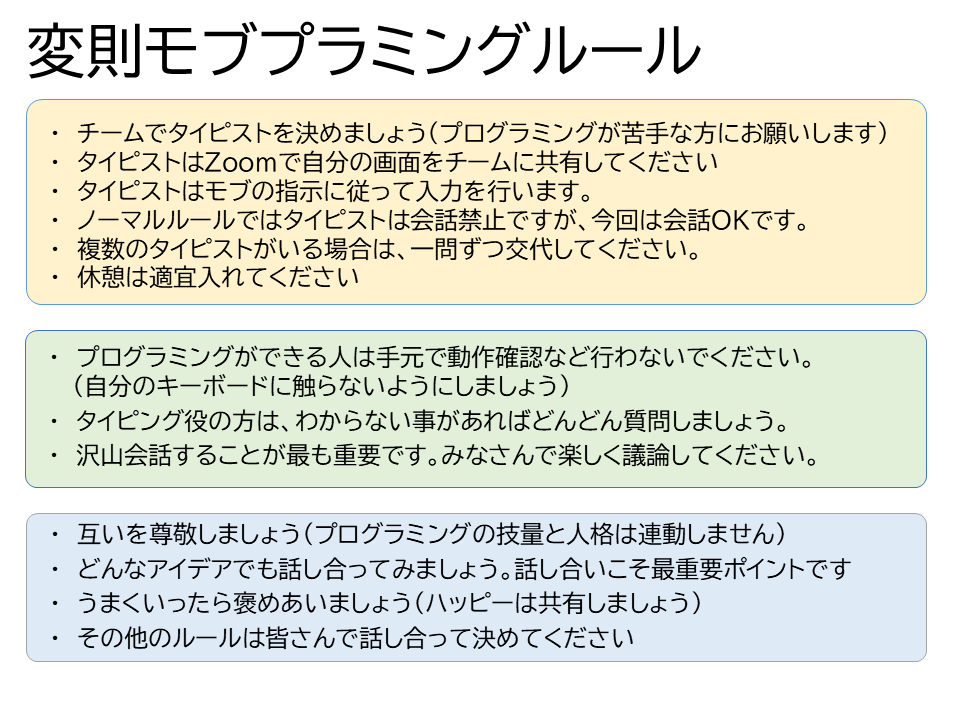 変則モブプラミングルール
・ チームでタイピストを決めましょう（プログラミングが苦手な方にお願いします）
・ タイピストはZoomで自分の画面をチームに共有してください
・ タイピストはモブの指示に従って入力を行います。
・ ノーマルルールではタイピストは会話禁止ですが、今回は会話OKです。
・ 複数のタイピストがいる場合は、一問ずつ交代してください。
・ 休憩は適宜入れてください
・ プログラミングができる人は手元で動作確認など行わないでください。
（自分のキーボードに触らないようにしましょう）
・ タイピング役の方は、わからない事があればどんどん質問しましょう。
・ 沢山会話することが最も重要です。みなさんで楽しく議論してください。
・ 互いを尊敬しましょう（プログラミングの技量と人格は連動しません）
・ どんなアイデアでも話し合ってみましょう。話し合いこそ最重要ポイントです
・ うまくいったら褒めあいましょう（ハッピーは共有しましょう）
・ その他のルールは皆さんで話し合って決めてください